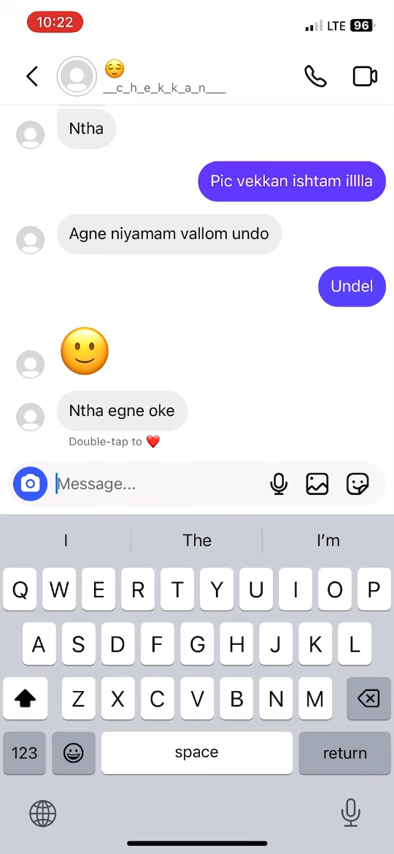 10:22
LTE 96
😌
__c_h_e_k_k_a_n____
Ntha
Pic vekkan ishtam illlla
Agne niyamam vallom undo
Undel
🙂
Ntha egne oke
Double-tap to ❤️
Message...
I The I'm
Q W E R T Y U I O P
A S D F G H J K L
Z X C V B N M
123 space return